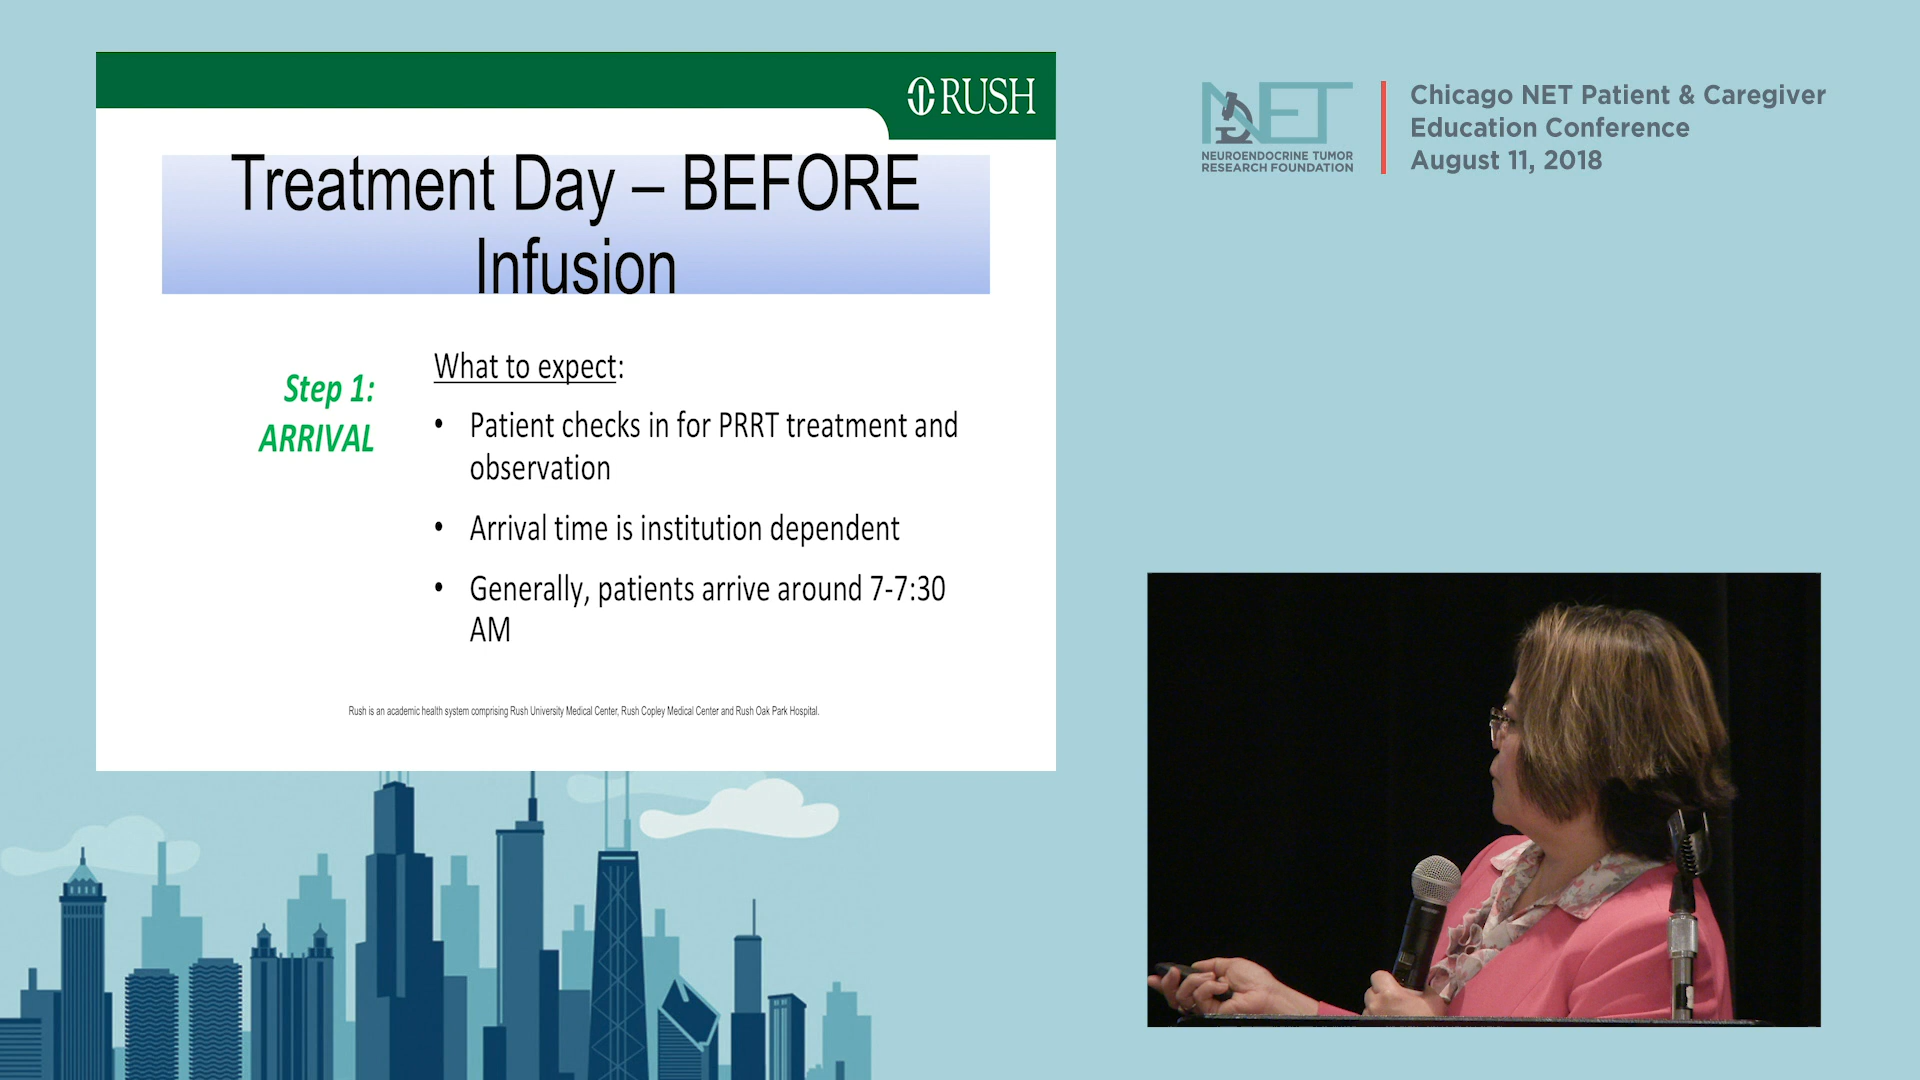 RUSH
Treatment Day – BEFORE
Infusion
Step 1:
ARRIVAL
What to expect:
• Patient checks in for PRRT treatment and
observation
• Arrival time is institution dependent
• Generally, patients arrive around 7-7:30
AM
Rush is an academic health system comprising Rush University Medical Center, Rush Copley Medical Center and Rush Oak Park Hospital.
NET
NEUROENDOCRINE TUMOR
RESEARCH FOUNDATION
Chicago NET Patient & Caregiver
Education Conference
August 11, 2018